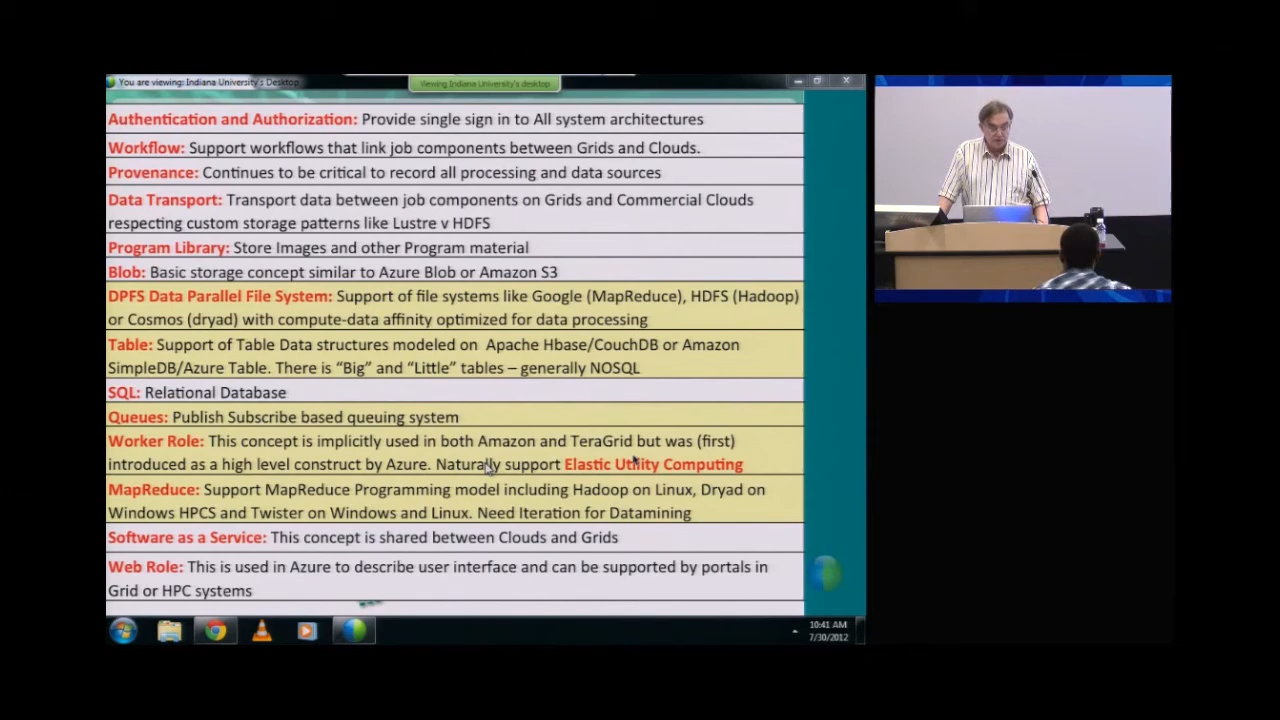 You are viewing: Indiana University's Desktop
Viewing Indiana University's desktop
Authentication and Authorization: Provide single sign in to All system architectures
Workflow: Support workflows that link job components between Grids and Clouds.
Provenance: Continues to be critical to record all processing and data sources
Data Transport: Transport data between job components on Grids and Commercial Clouds
respecting custom storage patterns like Lustre v HDFS
Program Library: Store Images and other Program material
Blob: Basic storage concept similar to Azure Blob or Amazon S3
DPFS Data Parallel File System: Support of file systems like Google (MapReduce), HDFS (Hadoop)
or Cosmos (dryad) with compute-data affinity optimized for data processing
Table: Support of Table Data structures modeled on Apache Hbase/CouchDB or Amazon
SimpleDB/Azure Table. There is “Big” and “Little” tables – generally NOSQL
SQL: Relational Database
Queues: Publish Subscribe based queuing system
Worker Role: This concept is implicitly used in both Amazon and TeraGrid but was (first)
introduced as a high level construct by Azure. Naturally support Elastic Utility Computing
MapReduce: Support MapReduce Programming model including Hadoop on Linux, Dryad on
Windows HPCS and Twister on Windows and Linux. Need Iteration for Datamining
Software as a Service: This concept is shared between Clouds and Grids
Web Role: This is used in Azure to describe user interface and can be supported by portals in
Grid or HPC systems
10:41 AM
7/30/2012